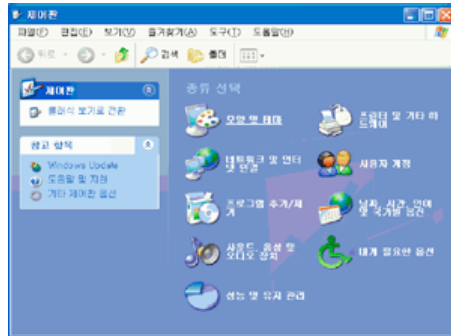 제어판
파일(F) 편집(E) 보기(V) 즐겨찾기(A) 도구(T) 도움말(H)
뒤로 검색 폴더
제어판
클래식 보기로 전환
참고 항목
Windows Update
도움말 및 지원
기타 제어판 옵션
종류 선택
모양 및 테마
프린터 및 기타 하
드웨어
네트워크 및 인터
넷 연결
사용자 계정
프로그램 추가/제
거
날짜, 시간, 언어
및 국가별 옵션
사운드, 음성 및
오디오 장치
내게 필요한 옵션
성능 및 유지 관리